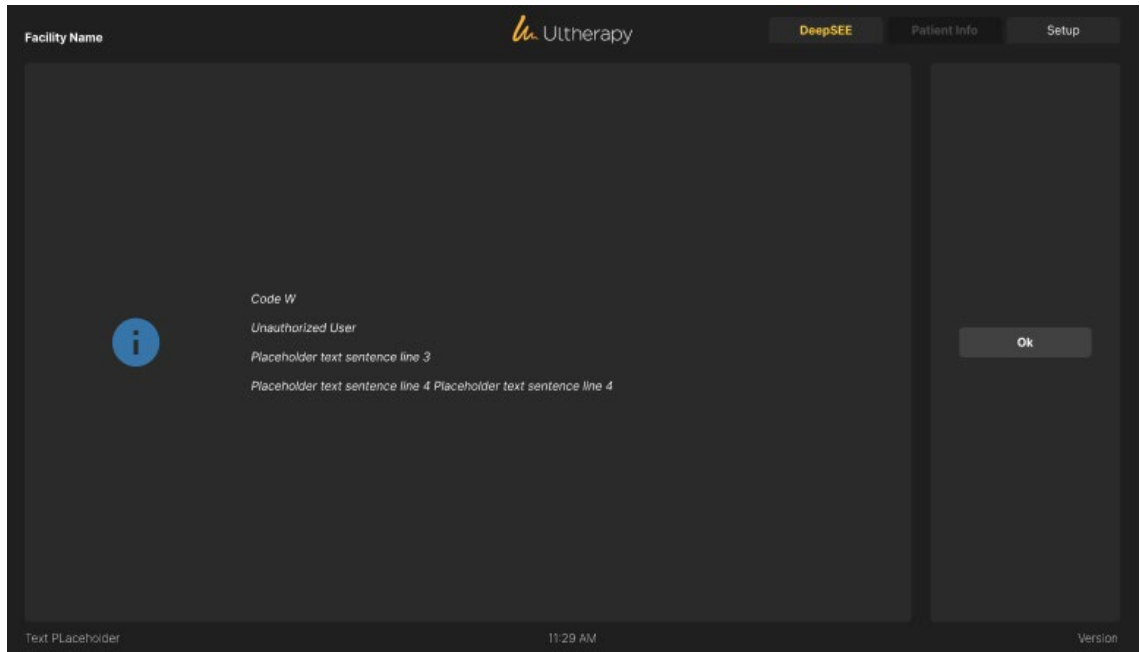 Facility Name
Ultherapy
DeepSEE
Patient Info
Setup
Code W
Unauthorized User
Placeholder text sentence line 3
Placeholder text sentence line 4 Placeholder text sentence line 4
Ok
Text PLaceholder
11:29 AM
Version